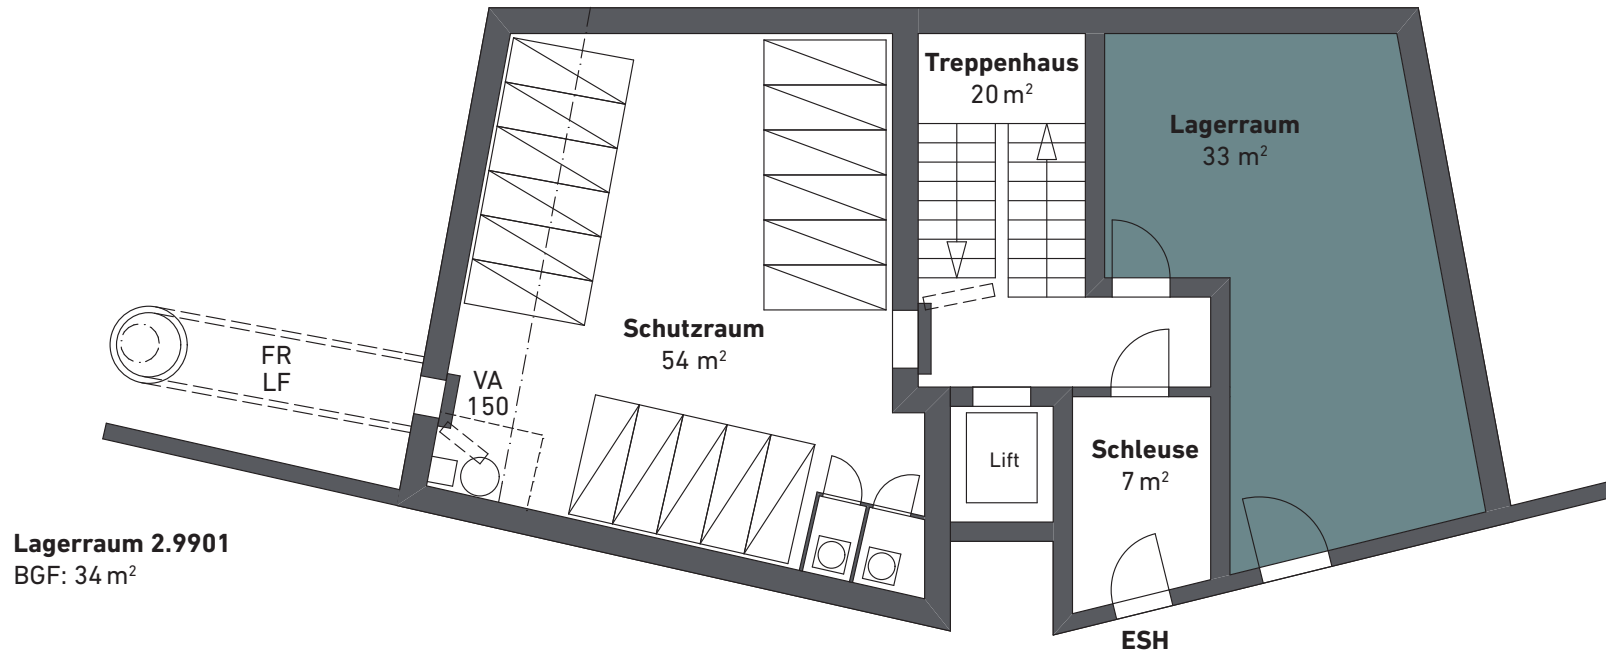 Treppenhaus
20 m²
Lagerraum
33 m²
Schutzraum
54 m²
FR
LF
VA
150
Schleuse
7 m²
Lift
Lagerraum 2.9901
BGF: 34 m²
ESH